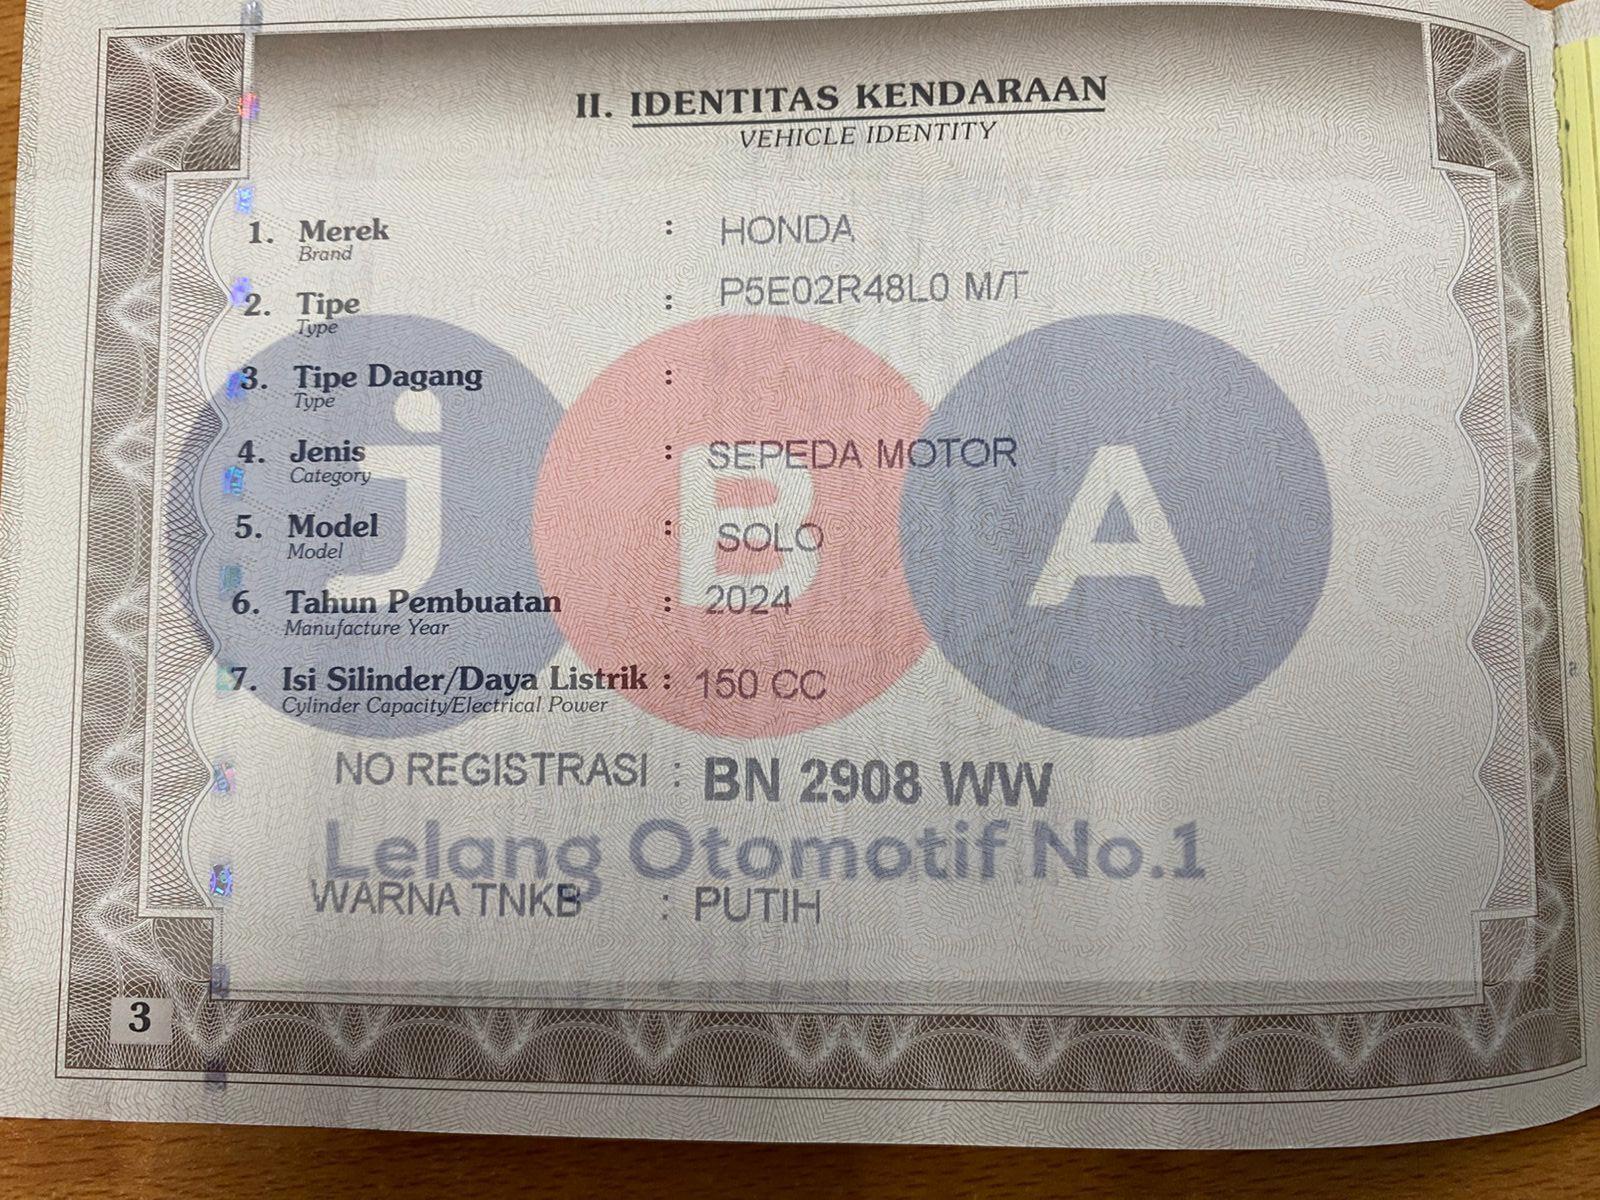 II. IDENTITAS KENDARAAN
VEHICLE IDENTITY
1. Merek : HONDA
Brand
2. Tipe : P5E02R48L0 M/T
Type
3. Tipe Dagang :
Type
4. Jenis : SEPEDA MOTOR
Category
5. Model : SOLO
Model
6. Tahun Pembuatan : 2024
Manufacture Year
7. Isi Silinder/Daya Listrik : 150 CC
Cylinder Capacity/Electrical Power
NO REGISTRASI : BN 2908 WW
WARNA TNKB : PUTIH
3
jBA
Lelang Otomotif No.1
COPY